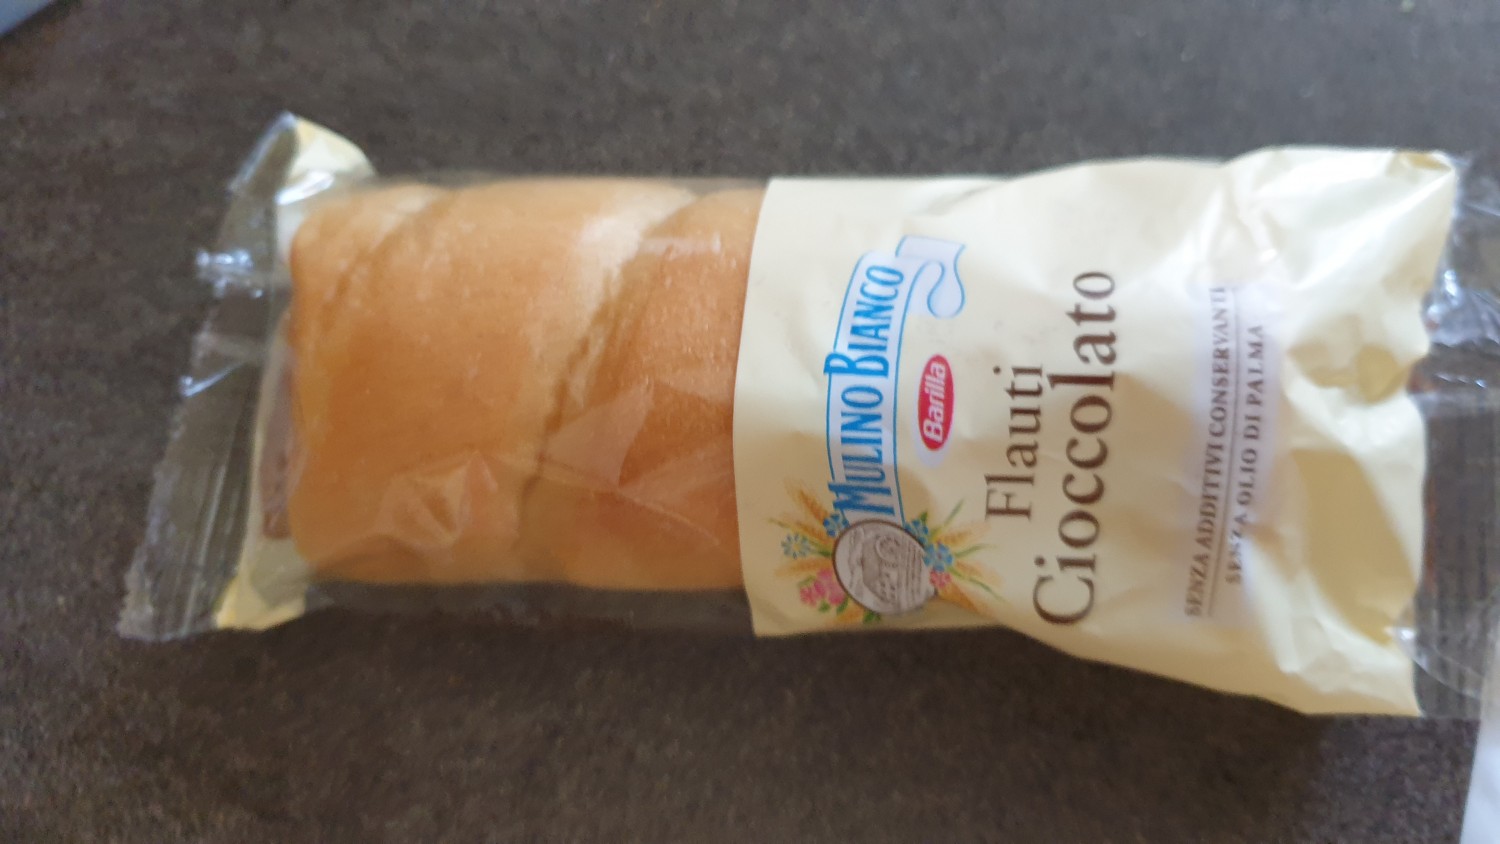 MULINO BIANCO
Barilla
Flauti
Cioccolato
SENZA ADDITIVI CONSERVANTI
SENZA OLIO DI PALMA